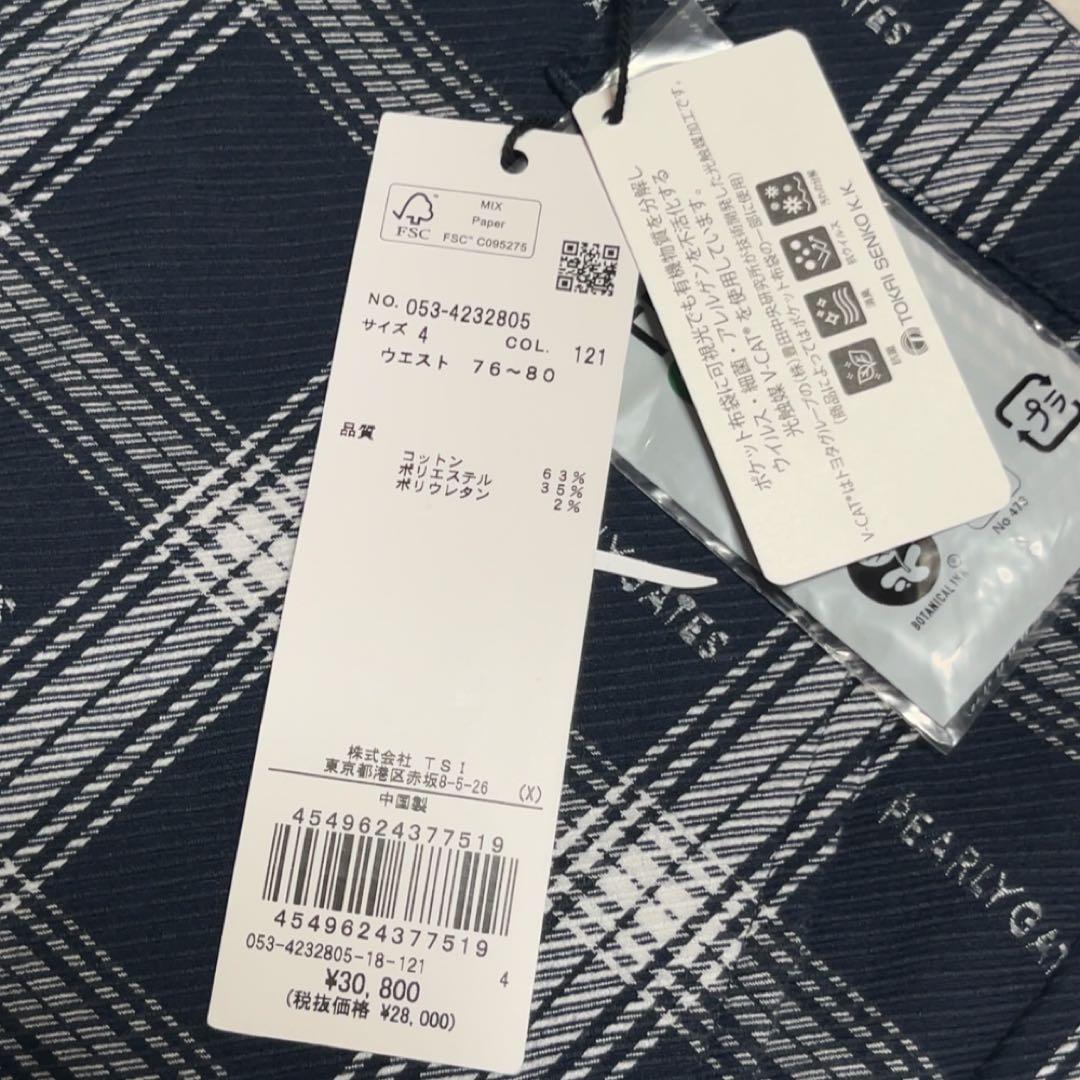 MIX
Paper
FSC™ C095275
FSC
NO. 053-4232805
サイズ 4
COL. 121
ウエスト 76～80
品質
コットン 63%
ポリエステル 35%
ポリウレタン 2%
株式会社 TSI
東京都港区赤坂8-5-26 (X)
中国製
4549624377519
4549624377519
053-4232805-18-121
4
¥30,800
(税抜価格 ¥28,000)
ポケット布袋に可視光でも有機物質を分解し
ウィルス・細菌・アレルゲンを不活化する
光触媒 V-CAT® を使用しています。
V-CAT®はトヨタグループの(株)豊田中央研究所が技術開発した光触媒加工です。
(商品によってはポケット布袋の一部に使用)
抗菌
消臭
抗ウイルス
TOKAI SENKO K.K.
プラ
No.473
BOTANICAL INK®
GATES
PEARLY GAT